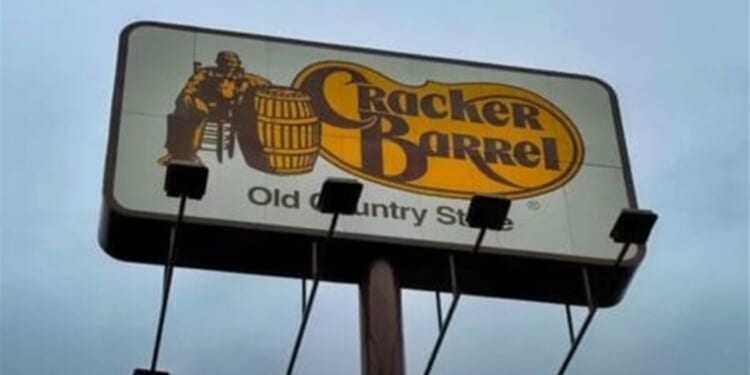 Cracker
Barrel
Old Country Store ®